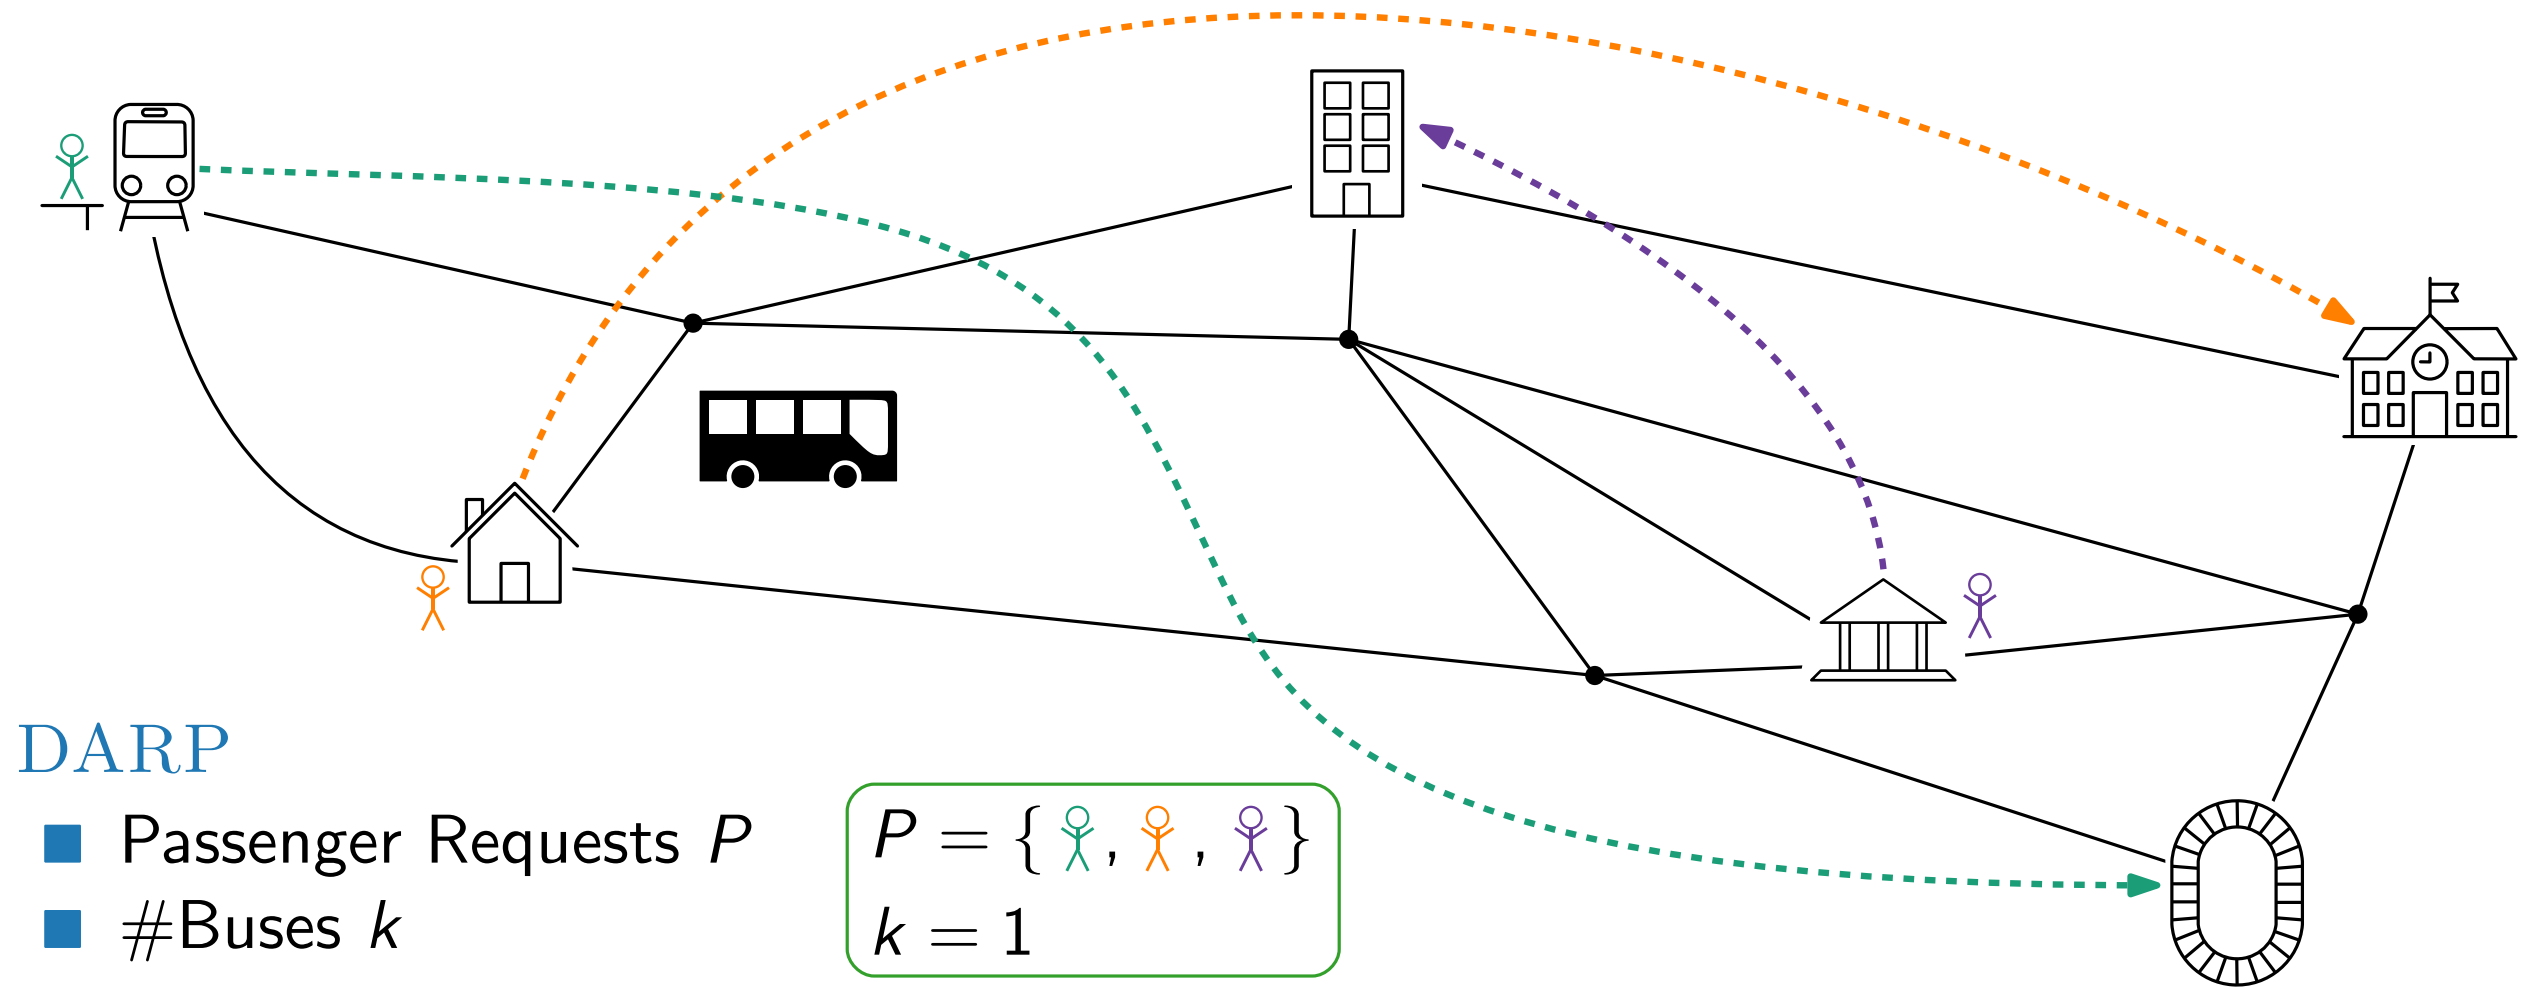 DARP
Passenger Requests P
#Buses k
P = { , , }
k = 1